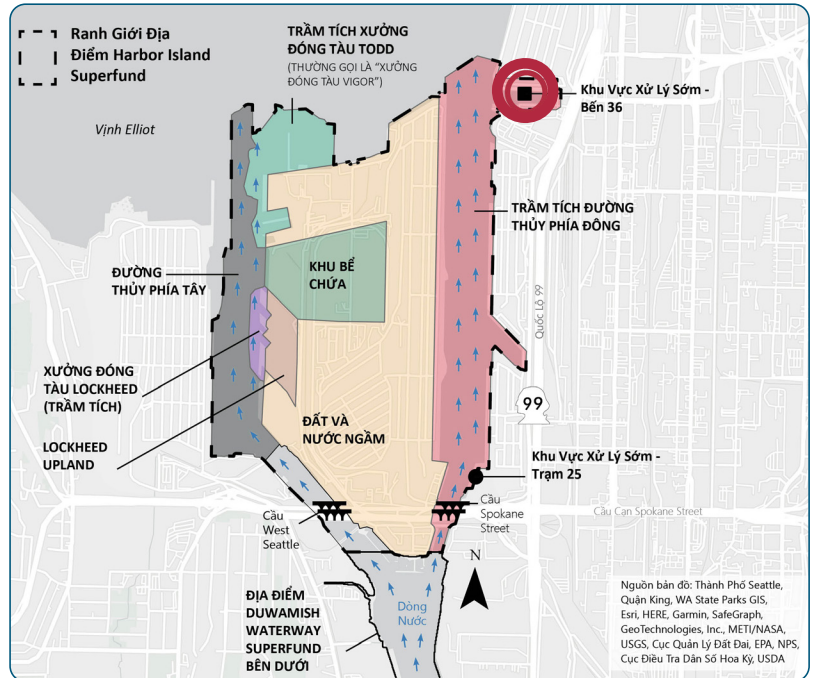 Ranh Giới Địa
Điểm Harbor Island
Superfund
TRẦM TÍCH XƯỞNG
ĐÓNG TÀU TODD
(THƯỜNG GỌI LÀ “XƯỞNG
ĐÓNG TÀU VIGOR”)
Khu Vực Xử Lý Sớm -
Bến 36
Vịnh Elliot
TRẦM TÍCH ĐƯỜNG
THỦY PHÍA ĐÔNG
ĐƯỜNG
THỦY PHÍA TÂY
KHU BỂ
CHỨA
Quốc Lộ 99
XƯỞNG ĐÓNG
TÀU LOCKHEED
(TRẦM TÍCH)
99
ĐẤT VÀ
NƯỚC NGẦM
LOCKHEED
UPLAND
Khu Vực Xử Lý Sớm -
Trạm 25
Cầu
West
Seattle
Cầu
Spokane
Street
Cầu Cạn Spokane Street
N
ĐỊA ĐIỂM
DUWAMISH
WATERWAY
SUPERFUND
BÊN DƯỚI
Dòng
Nước
Nguồn bản đồ: Thành Phố Seattle,
Quận King, WA State Parks GIS,
Esri, HERE, Garmin, SafeGraph,
GeoTechnologies, Inc., METI/NASA,
USGS, Cục Quản Lý Đất Đai, EPA, NPS,
Cục Điều Tra Dân Số Hoa Kỳ, USDA